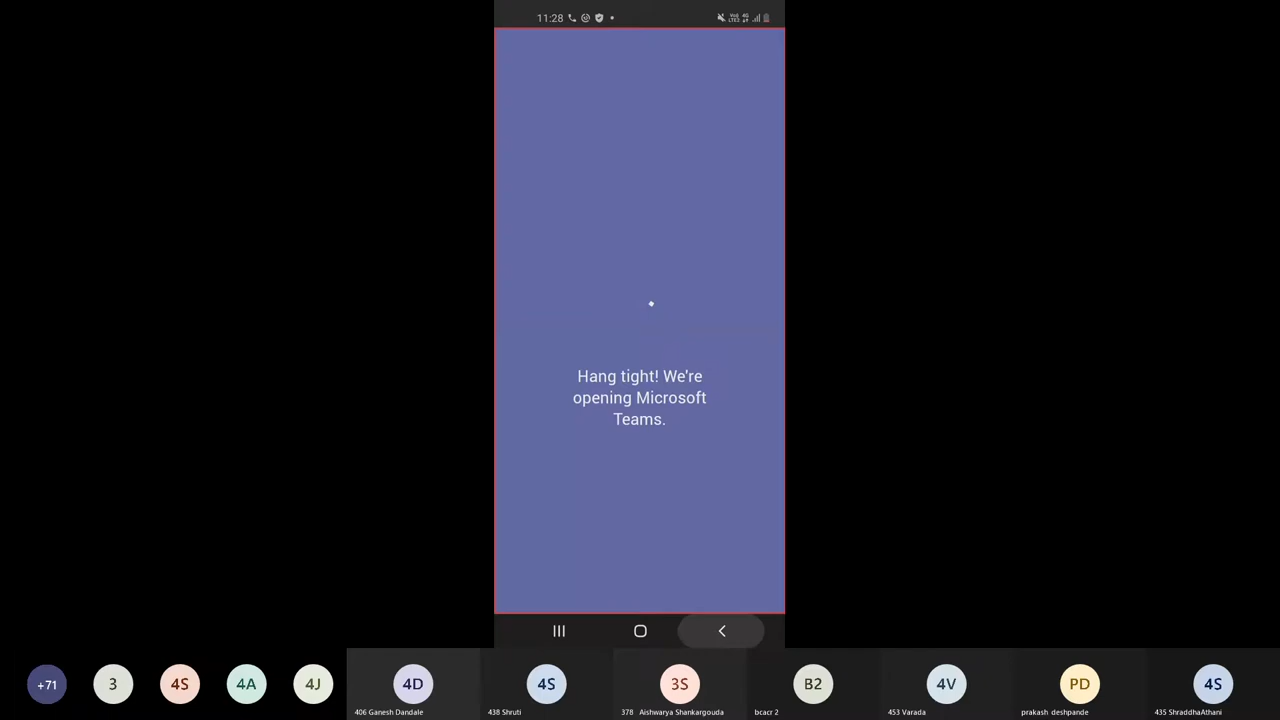 11:28
Hang tight! We're
opening Microsoft
Teams.
+71
3
4S
4A
4J
4D
4S
3S
B2
4V
PD
4S
406 Ganesh Dandale
438 Shruti
378 Aishwarya Shankargouda
bcacr 2
453 Varada
prakash deshpande
435 ShraddhaAthani